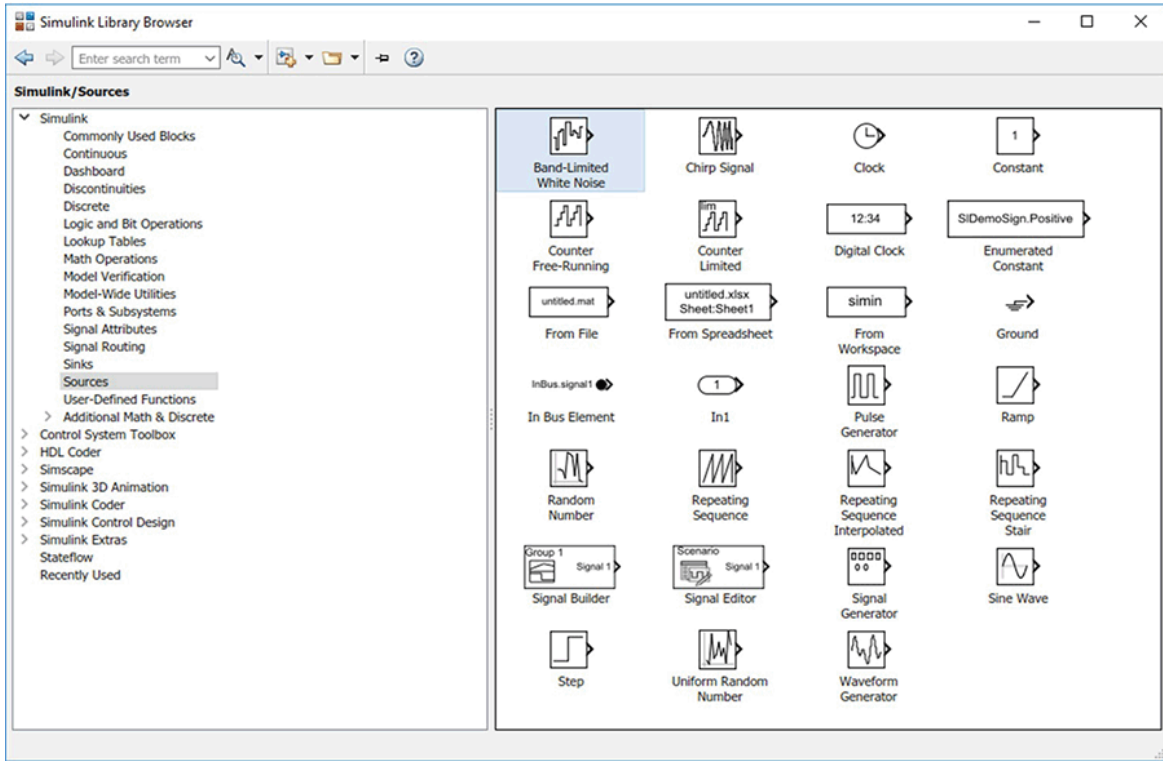 Simulink Library Browser
Enter search term
Simulink/Sources
Simulink
Commonly Used Blocks
Continuous
Dashboard
Discontinuities
Discrete
Logic and Bit Operations
Lookup Tables
Math Operations
Model Verification
Model-Wide Utilities
Ports & Subsystems
Signal Attributes
Signal Routing
Sinks
Sources
User-Defined Functions
Additional Math & Discrete
Control System Toolbox
HDL Coder
Simscape
Simulink 3D Animation
Simulink Coder
Simulink Control Design
Simulink Extras
Stateflow
Recently Used
Band-Limited
White Noise
Chirp Signal
Clock
1
Constant
Counter
Free-Running
lim
Counter
Limited
12:34
Digital Clock
SlDemoSign.Positive
Enumerated
Constant
untitled.mat
From File
untitled.xlsx
Sheet:Sheet1
From Spreadsheet
simin
From
Workspace
Ground
InBus.signal1
In Bus Element
1
In1
Pulse
Generator
Ramp
Random
Number
Repeating
Sequence
Repeating
Sequence
Interpolated
Repeating
Sequence
Stair
Group 1
Signal 1
Signal Builder
Scenario
Signal 1
Signal Editor
Signal
Generator
Sine Wave
Step
Uniform Random
Number
Waveform
Generator